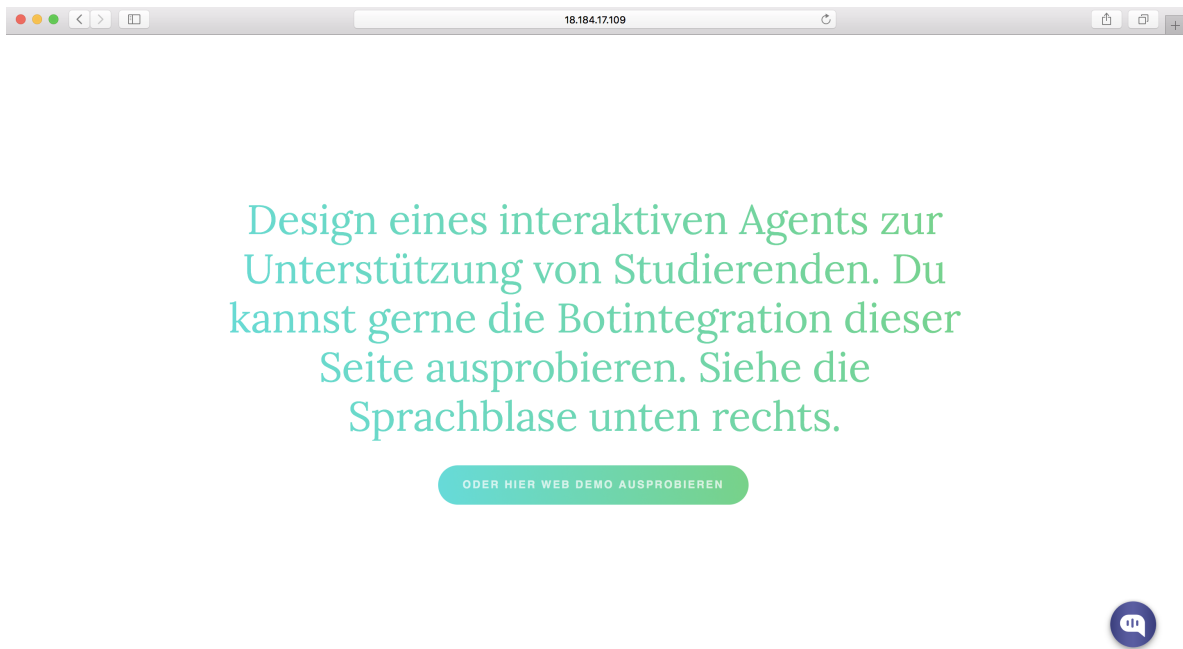 18.184.17.109
Design eines interaktiven Agents zur
Unterstützung von Studierenden. Du
kannst gerne die Botintegration dieser
Seite ausprobieren. Siehe die
Sprachblase unten rechts.
ODER HIER WEB DEMO AUSPROBIEREN